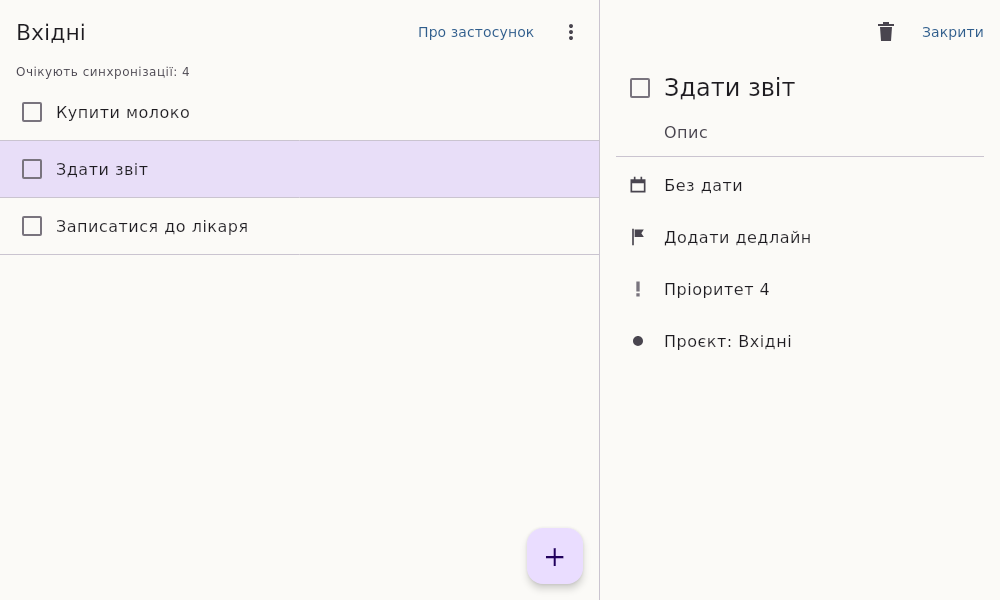 Вхідні
Про застосунок
Очікують синхронізації: 4
Купити молоко
Здати звіт
Записатися до лікаря
Закрити
Здати звіт
Опис
Без дати
Додати дедлайн
Пріоритет 4
Проєкт: Вхідні